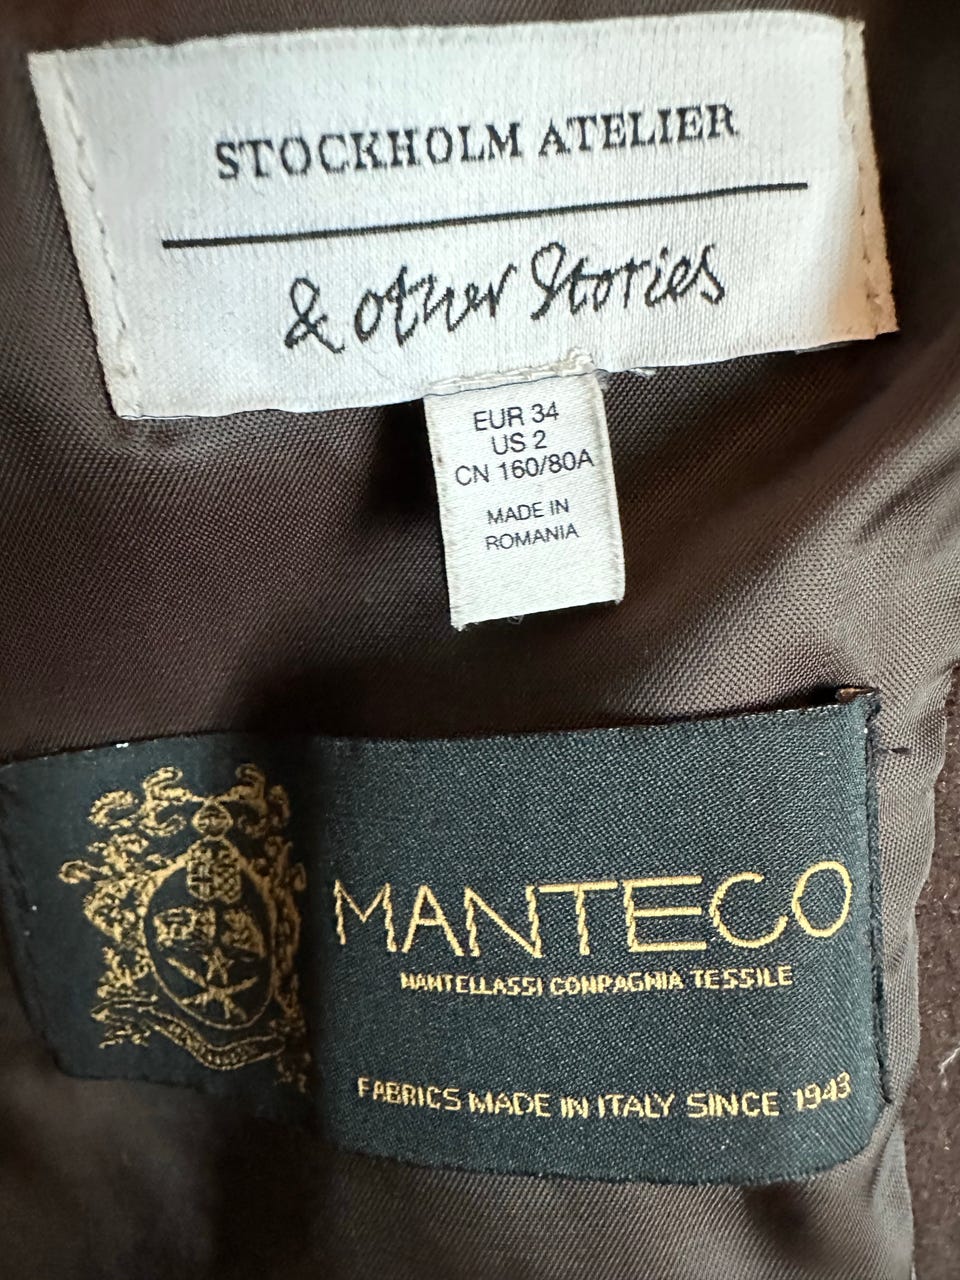 STOCKHOLM ATELIER
& other Stories
EUR 34
US 2
CN 160/80A
MADE IN
ROMANIA
MANTECO
MANTELLASSI COMPAGNIA TESSILE
FABRICS MADE IN ITALY SINCE 1943